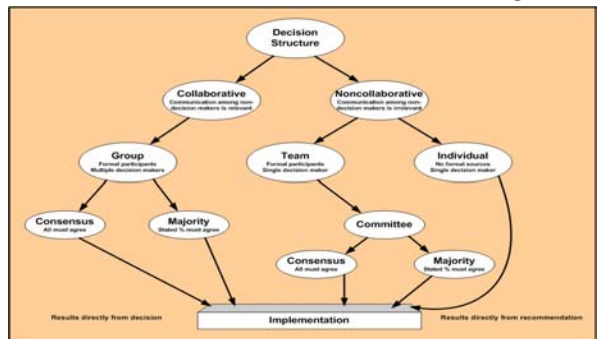 Decision
Structure
Collaborative
Communication among non-
decision makers is relevant
Noncollaborative
Communication among non-
decision makers is irrelevant
Group
Formal participants
Multiple decision makers
Team
Formal participants
Single decision maker
Individual
No formal sources
Single decision maker
Consensus
All must agree
Majority
Stated % must agree
Committee
Consensus
All must agree
Majority
Stated % must agree
Results directly from decision
Implementation
Results directly from recommendation